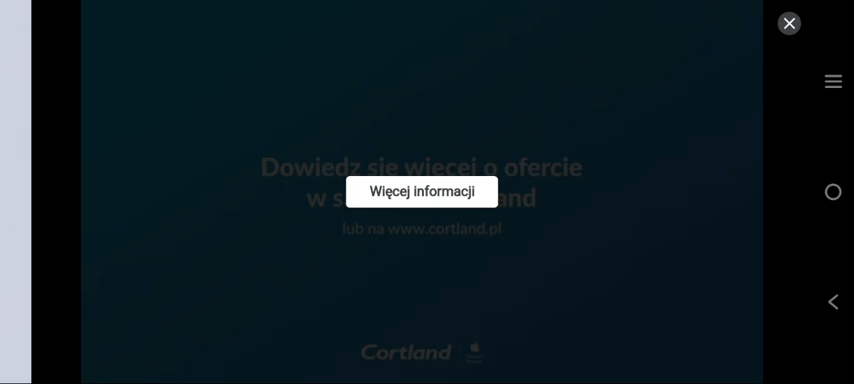 Dowiedz się więcej o ofercie
Więcej informacji
lub na www.cortland.pl
Cortland